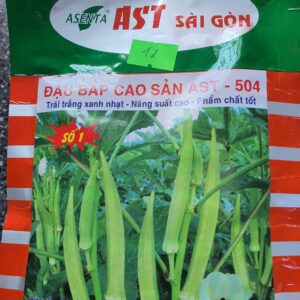 ASENTA AST SÀI GÒN
12
ĐẬU BẮP CAO SẢN AST - 504
Trái trắng xanh nhạt - Năng suất cao - Phẩm chất tốt
SỐ 1